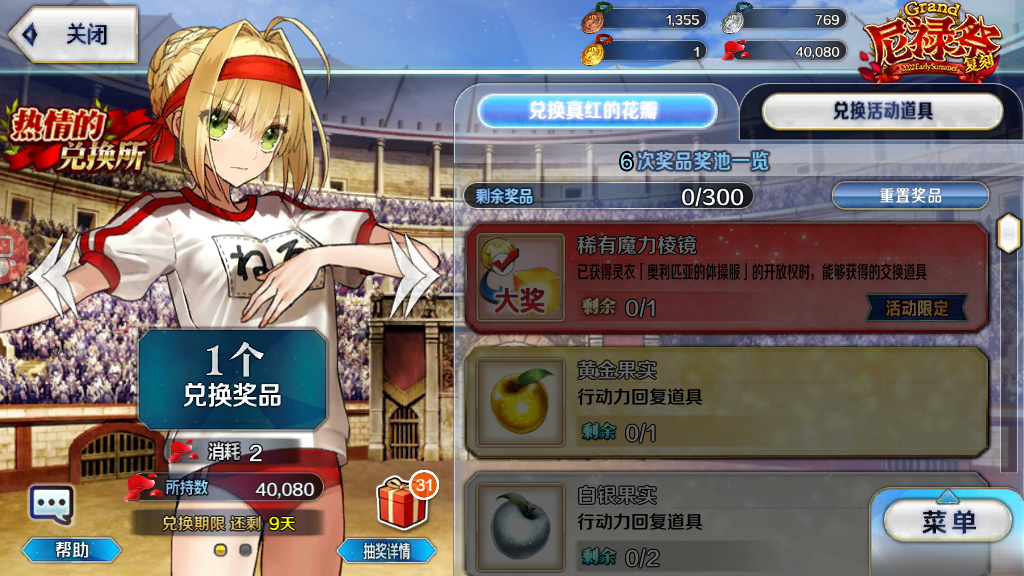 关闭
1,355
769
1
40,080
Grand
尼禄祭
复刻
2022 Early Summer
热情的
兑换所
兑换真红的花瓣
兑换活动道具
6次奖品奖池一览
剩余奖品
0/300
重置奖品
稀有魔力棱镜
已获得灵衣「奥利匹亚的体操服」的开放权时，能够获得的交换道具
大奖
剩余 0/1
活动限定
ねろ
1个
兑换奖品
黄金果实
行动力回复道具
剩余 0/1
消耗 2
所持数
40,080
兑换期限 还剩 9天
31
白银果实
行动力回复道具
剩余 0/2
帮助
抽奖详情
菜单